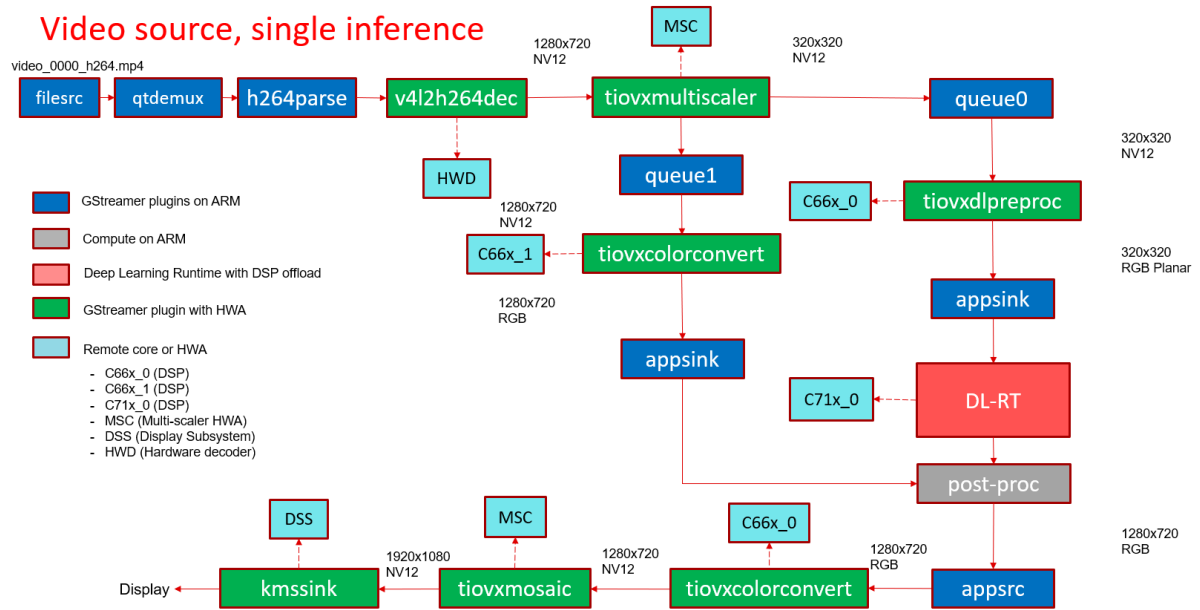 Video source, single inference
video_0000_h264.mp4
filesrc
qtdemux
h264parse
v4l2h264dec
1280x720
NV12
MSC
tiovxmultiscaler
320x320
NV12
queue0
HWD
queue1
320x320
NV12
1280x720
NV12
C66x_1
tiovxcolorconvert
C66x_0
tiovxdlpreproc
1280x720
RGB
320x320
RGB Planar
appsink
appsink
C71x_0
DL-RT
post-proc
GStreamer plugins on ARM
Compute on ARM
Deep Learning Runtime with DSP offload
GStreamer plugin with HWA
Remote core or HWA
- C66x_0 (DSP)
- C66x_1 (DSP)
- C71x_0 (DSP)
- MSC (Multi-scaler HWA)
- DSS (Display Subsystem)
- HWD (Hardware decoder)
DSS
MSC
C66x_0
1280x720
RGB
Display
kmssink
1920x1080
NV12
tiovxmosaic
1280x720
NV12
tiovxcolorconvert
1280x720
RGB
appsrc